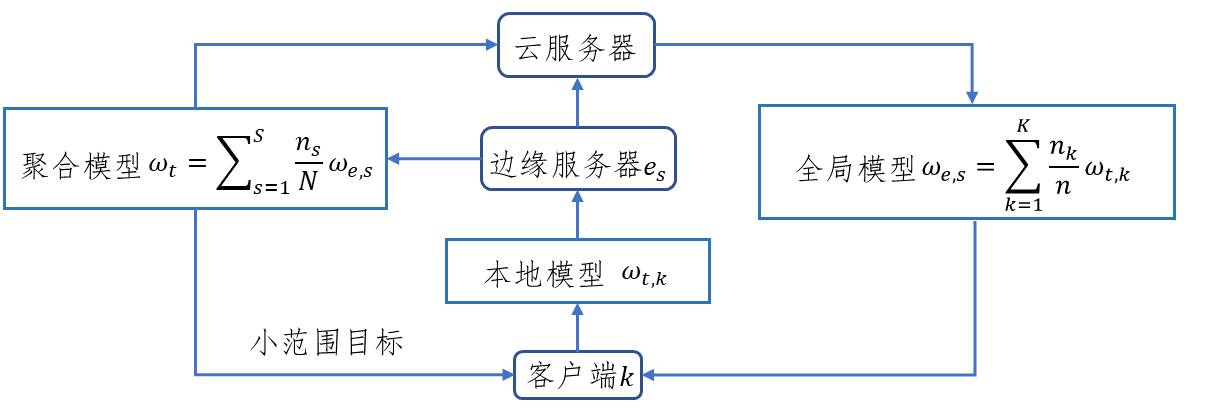 云服务器
聚合模型 ω_t = ∑_{s=1}^{S} \frac{n_s}{N} ω_{e,s}
边缘服务器e_s
全局模型 ω_{e,s} = ∑_{k=1}^{K} \frac{n_k}{n} ω_{t,k}
本地模型 ω_{t,k}
小范围目标
客户端k